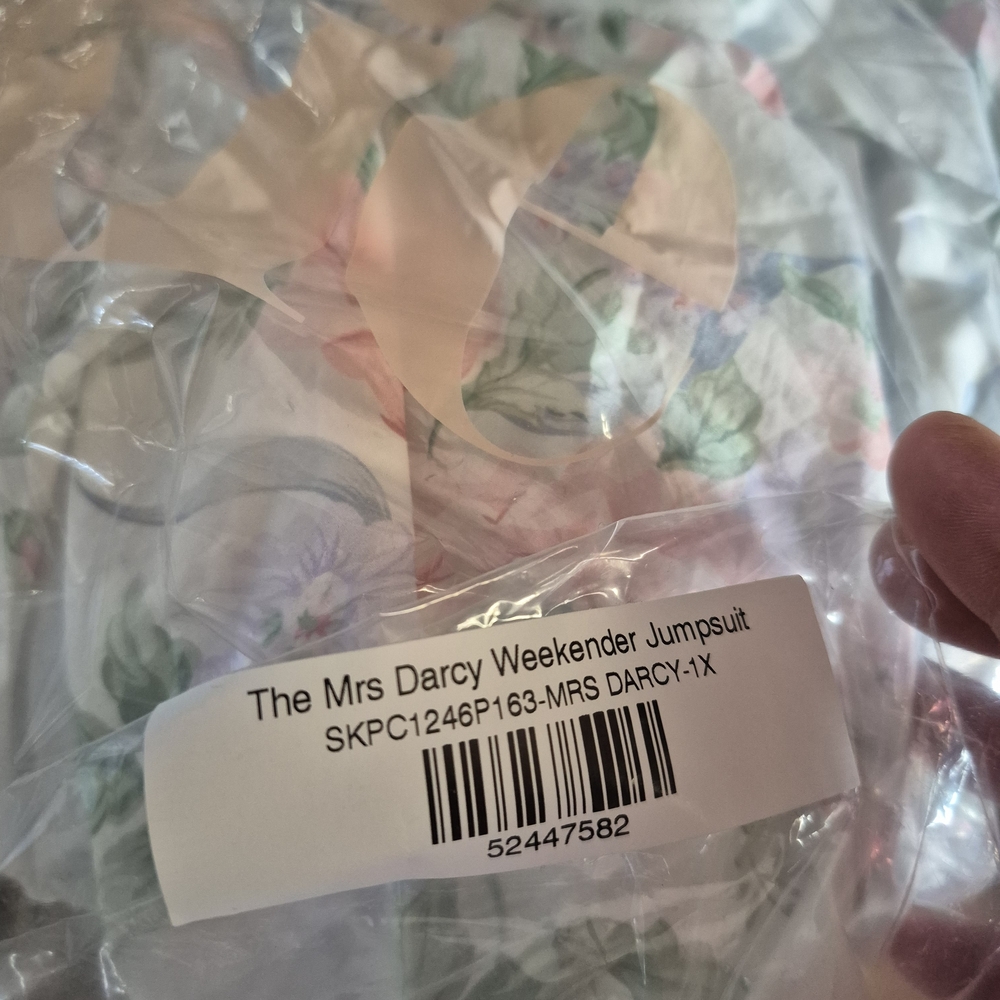 The Mrs Darcy Weekender Jumpsuit
SKPC1246P163-MRS DARCY-1X
52447582